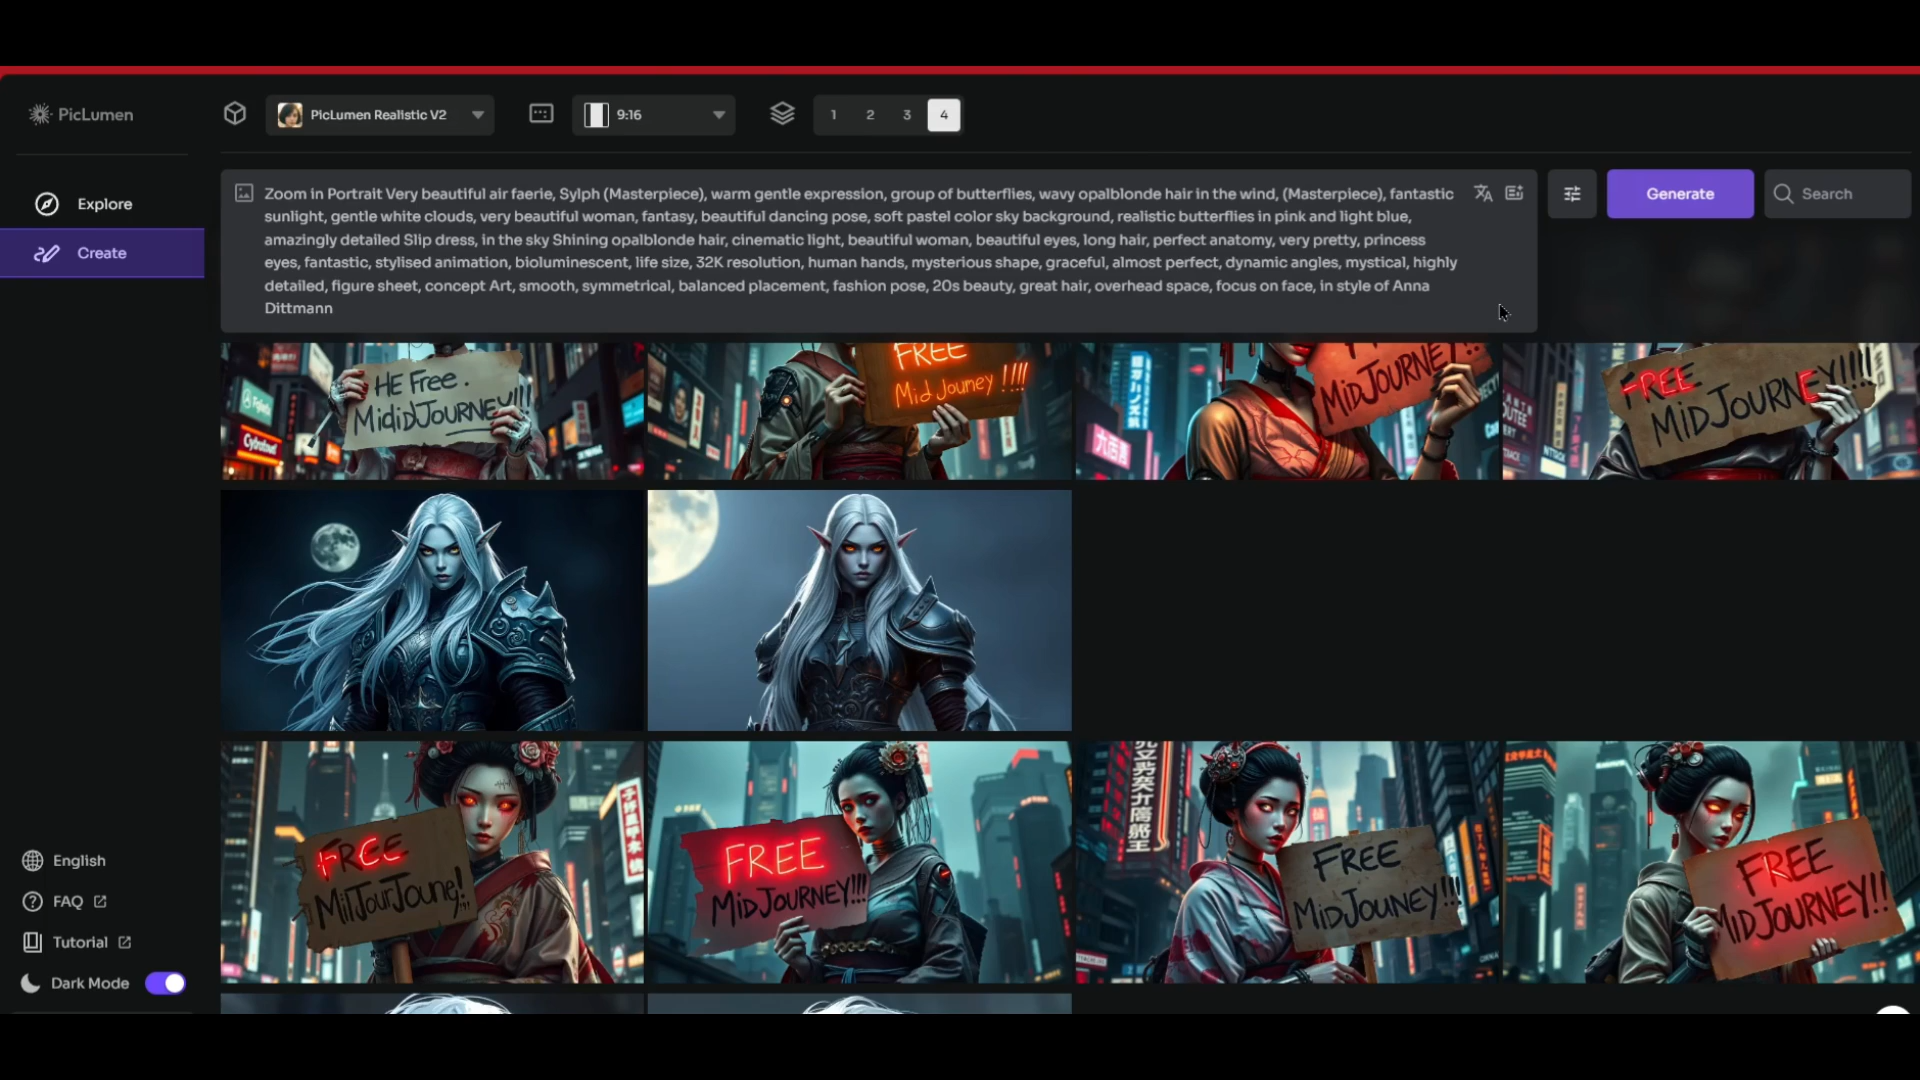 PicLumen
PicLumen Realistic V2
9:16
1 2 3 4
Explore
Create
Zoom in Portrait Very beautiful air faerie, Sylph (Masterpiece), warm gentle expression, group of butterflies, wavy opalblonde hair in the wind, (Masterpiece), fantastic
sunlight, gentle white clouds, very beautiful woman, fantasy, beautiful dancing pose, soft pastel color sky background, realistic butterflies in pink and light blue,
amazingly detailed Slip dress, in the sky Shining opalblonde hair, cinematic light, beautiful woman, beautiful eyes, long hair, perfect anatomy, very pretty, princess
eyes, fantastic, stylised animation, bioluminescent, life size, 32K resolution, human hands, mysterious shape, graceful, almost perfect, dynamic angles, mystical, highly
detailed, figure sheet, concept Art, smooth, symmetrical, balanced placement, fashion pose, 20s beauty, great hair, overhead space, focus on face, in style of Anna
Dittmann
Generate
Search
HE Free.
MididJOURNEY!!!
FREE
Mid Jouney !!!!
MIDJOURNEY!!!
FREE
MIDJOURNEY!!!!
FREE
MilTourJoune!
FREE
MIDJOURNEY!!!
FREE
MIDJOUNEY!!!
FREE
MIDJOURNEY!!
English
FAQ
Tutorial
Dark Mode